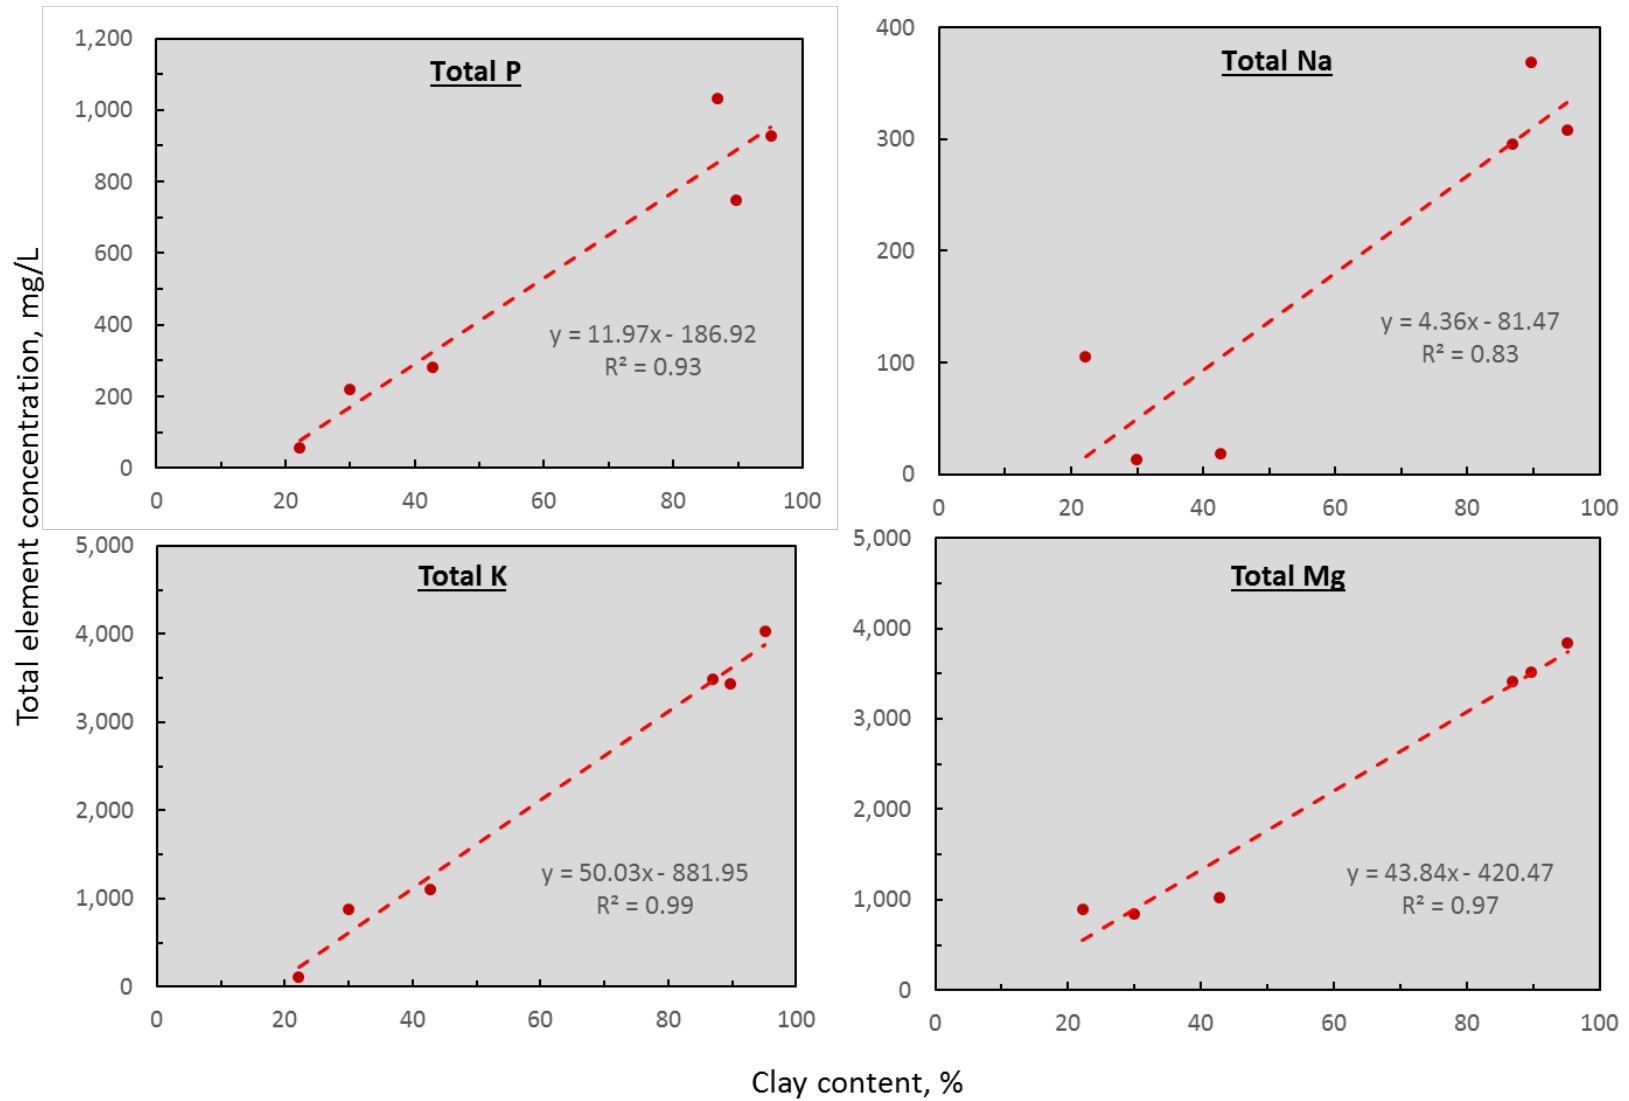 Total element concentration, mg/L
Total P
1,200
1,000
800
600
400
200
0
0 20 40 60 80 100
y = 11.97x - 186.92
R² = 0.93
Total Na
400
300
200
100
0
0 20 40 60 80 100
y = 4.36x - 81.47
R² = 0.83
Total K
5,000
4,000
3,000
2,000
1,000
0
0 20 40 60 80 100
y = 50.03x - 881.95
R² = 0.99
Total Mg
5,000
4,000
3,000
2,000
1,000
0
0 20 40 60 80 100
y = 43.84x - 420.47
R² = 0.97
Clay content, %